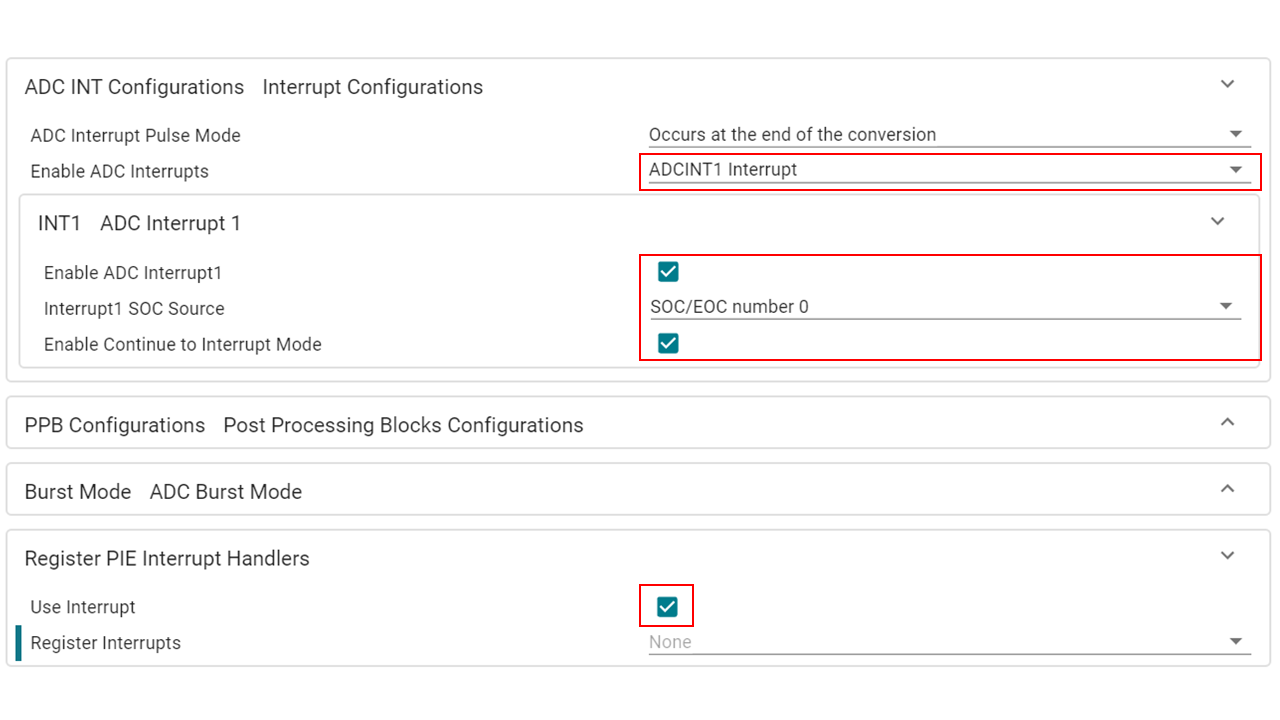 ADC INT Configurations Interrupt Configurations
ADC Interrupt Pulse Mode Occurs at the end of the conversion
Enable ADC Interrupts ADCINT1 Interrupt
INT1 ADC Interrupt 1
Enable ADC Interrupt1
Interrupt1 SOC Source SOC/EOC number 0
Enable Continue to Interrupt Mode
PPB Configurations Post Processing Blocks Configurations
Burst Mode ADC Burst Mode
Register PIE Interrupt Handlers
Use Interrupt
Register Interrupts None